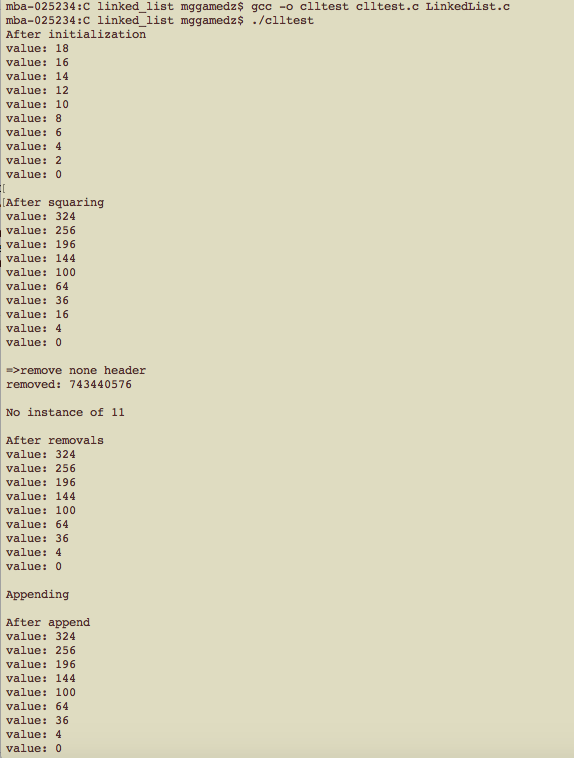 mba-025234:C linked_list mggamedz$ gcc -o clltest clltest.c LinkedList.c
mba-025234:C linked_list mggamedz$ ./clltest
After initialization
value: 18
value: 16
value: 14
value: 12
value: 10
value: 8
value: 6
value: 4
value: 2
value: 0
After squaring
value: 324
value: 256
value: 196
value: 144
value: 100
value: 64
value: 36
value: 16
value: 4
value: 0
=>remove none header
removed: 743440576
No instance of 11
After removals
value: 324
value: 256
value: 196
value: 144
value: 100
value: 64
value: 36
value: 4
value: 0
Appending
After append
value: 324
value: 256
value: 196
value: 144
value: 100
value: 64
value: 36
value: 4
value: 0